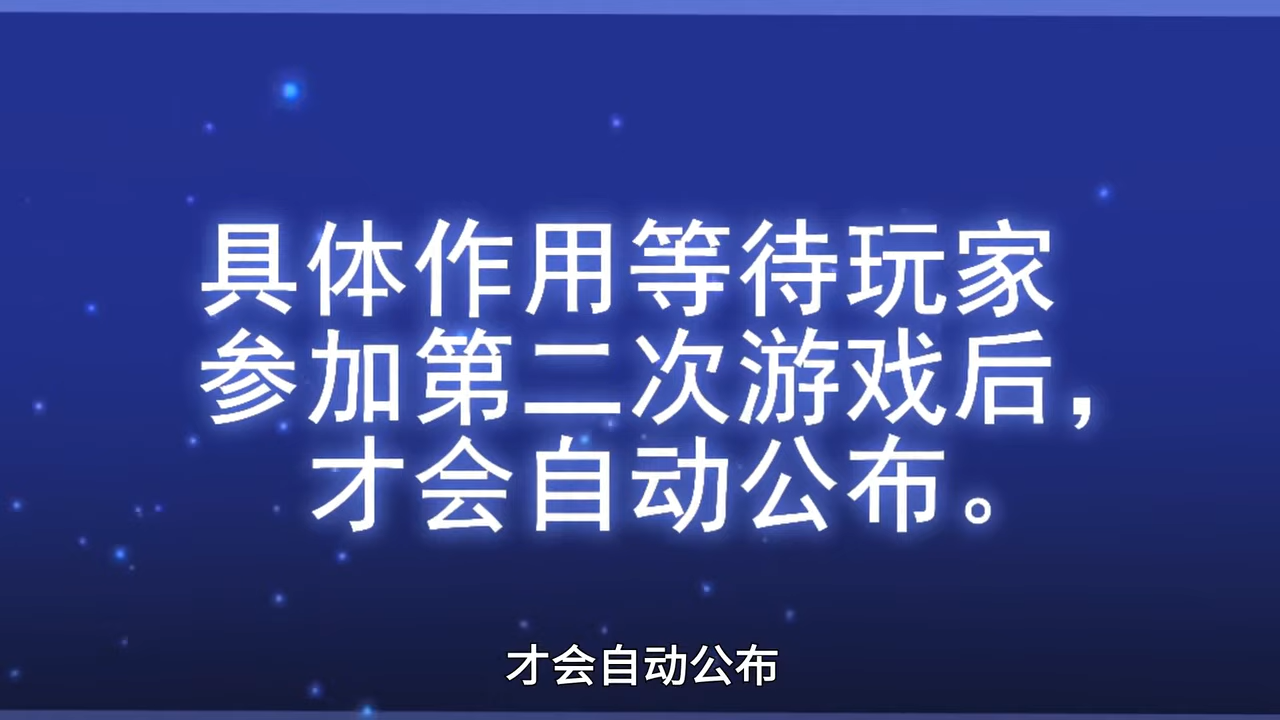 具体作用等待玩家
参加第二次游戏后，
才会自动公布。
才会自动公布